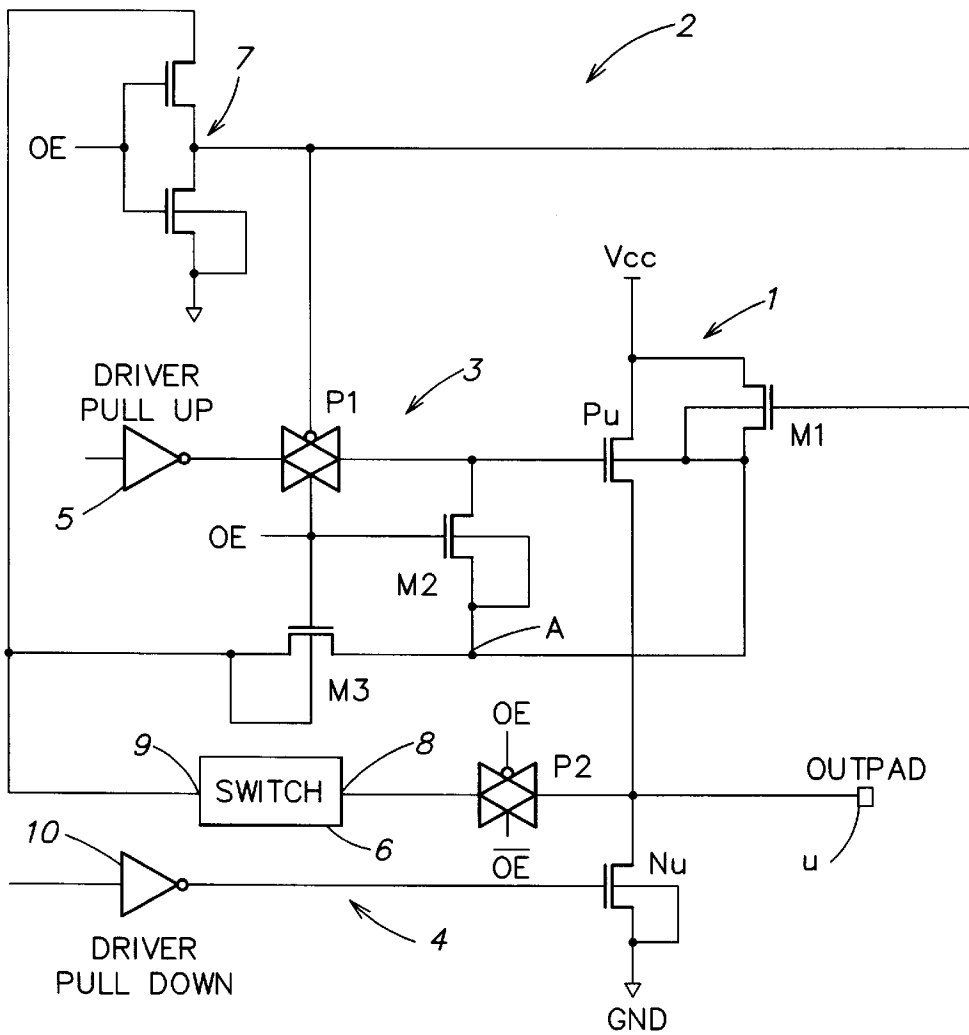 2
7
OE
Vcc
1
DRIVER
PULL UP
P1
3
Pu
M1
5
OE
M2
A
M3
OE
9
8
P2
OUTPAD
SWITCH
6
10
OE
u
Nu
4
DRIVER
PULL DOWN
GND